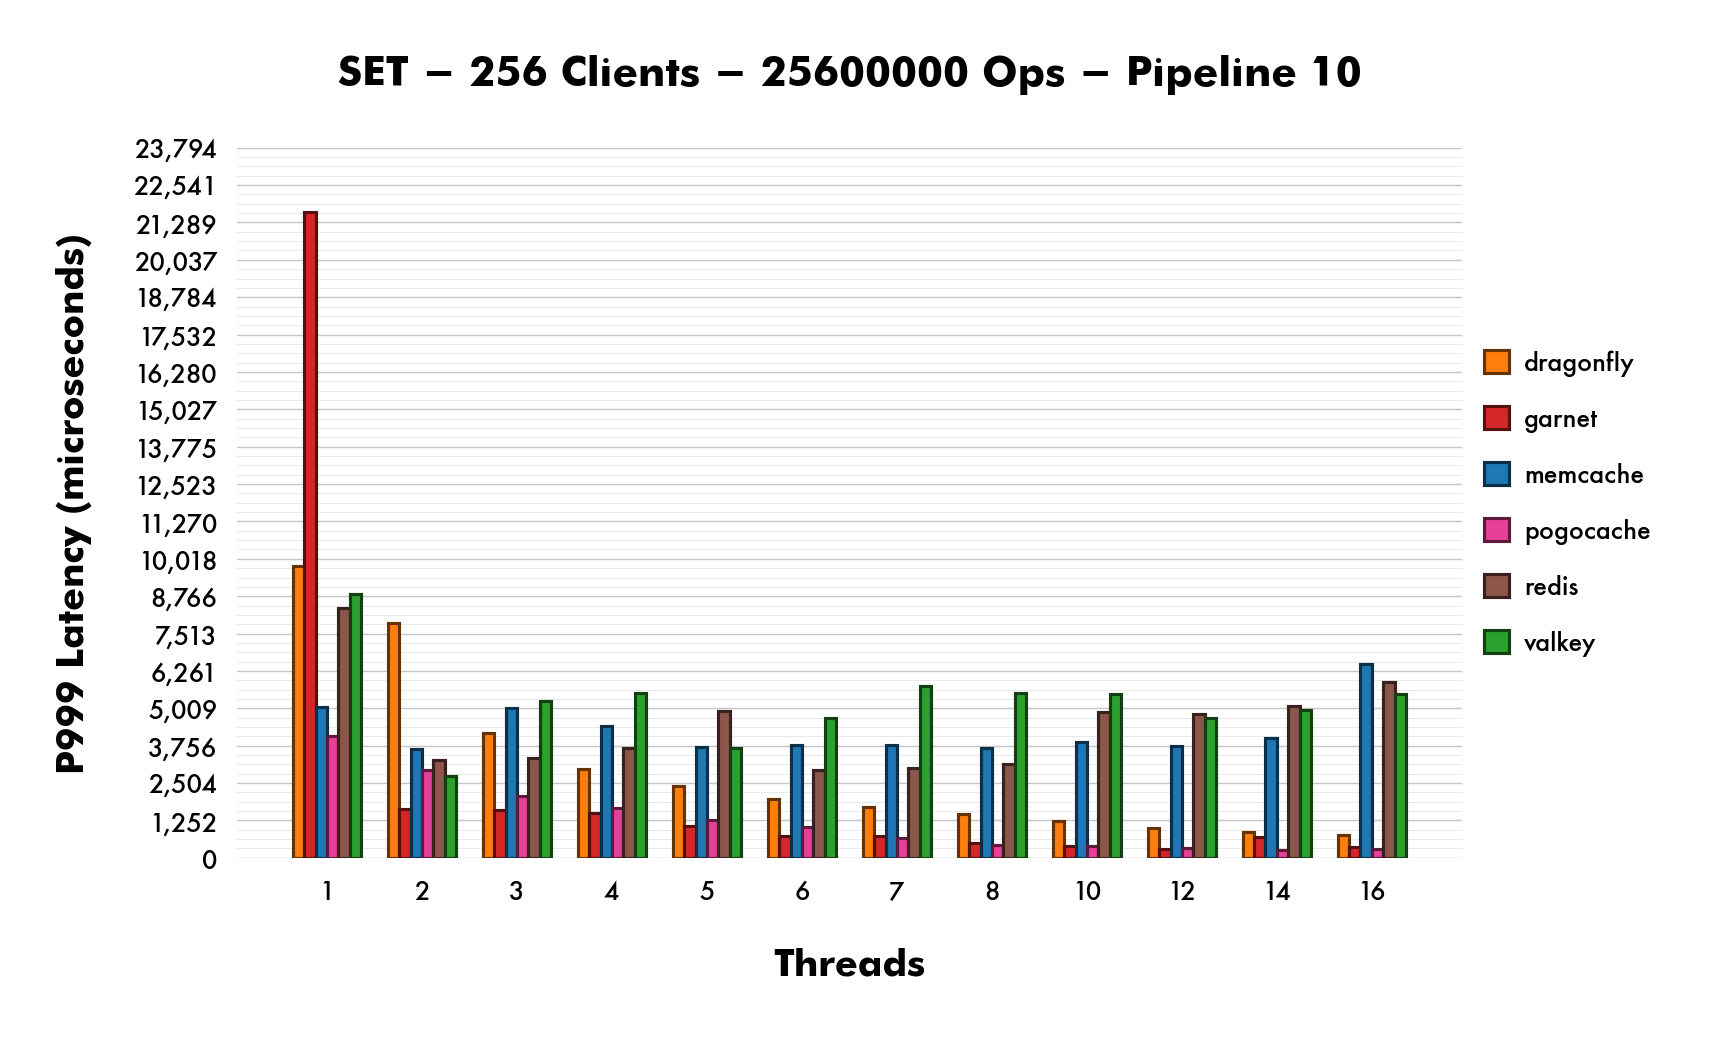 SET – 256 Clients – 25600000 Ops – Pipeline 10
P9999 Latency (microseconds)
23,794
22,541
21,289
20,037
18,784
17,532
16,280
15,027
13,775
12,523
11,270
10,018
8,766
7,513
6,261
5,009
3,756
2,504
1,252
0
1 2 3 4 5 6 7 8 10 12 14 16
Threads
dragonfly
garnet
memcache
pogocache
redis
valkey